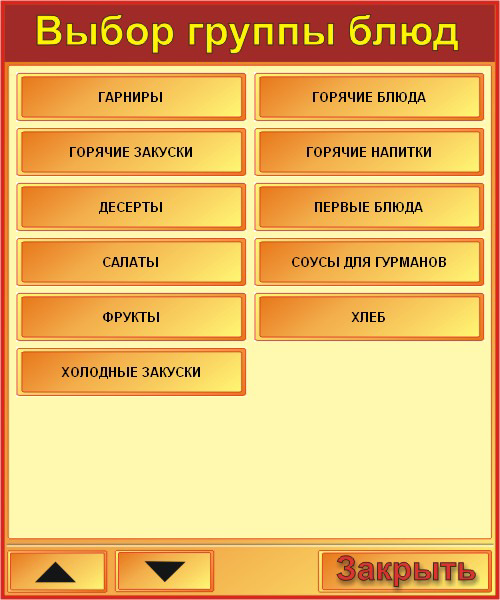 Выбор группы блюд
ГАРНИРЫ
ГОРЯЧИЕ БЛЮДА
ГОРЯЧИЕ ЗАКУСКИ
ГОРЯЧИЕ НАПИТКИ
ДЕСЕРТЫ
ПЕРВЫЕ БЛЮДА
САЛАТЫ
СОУСЫ ДЛЯ ГУРМАНОВ
ФРУКТЫ
ХЛЕБ
ХОЛОДНЫЕ ЗАКУСКИ
Закрыть